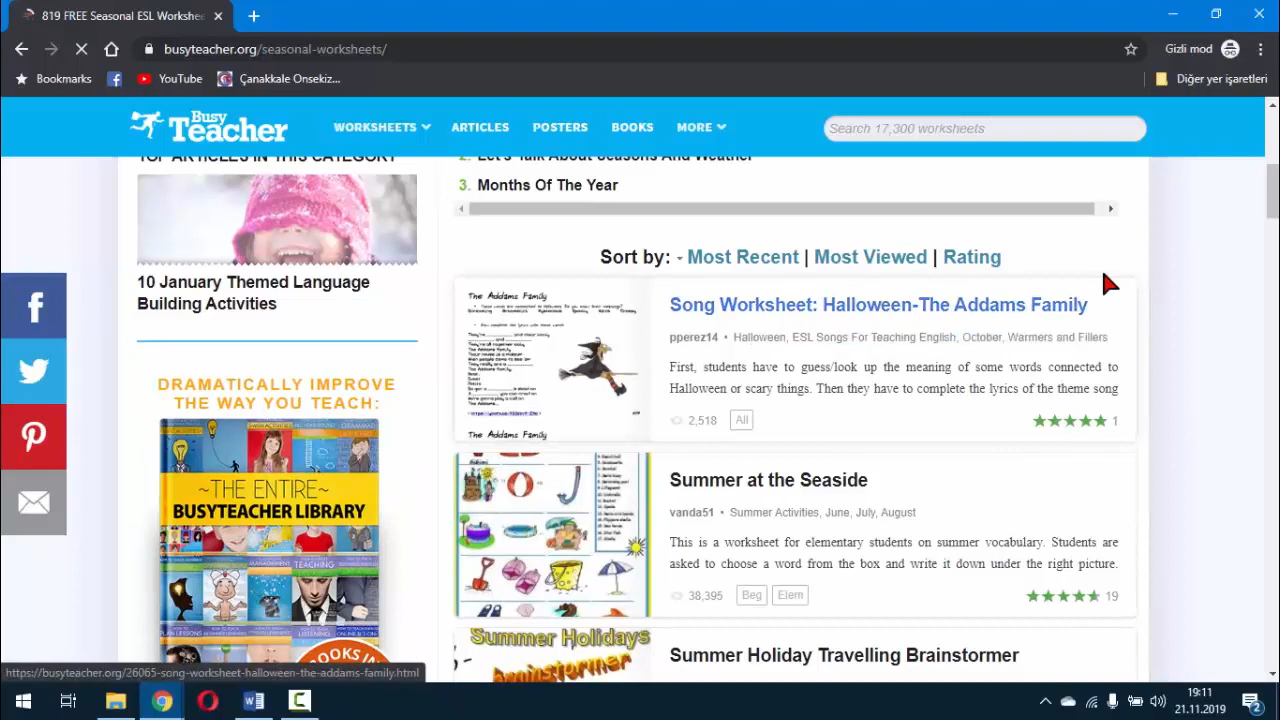 819 FREE Seasonal ESL Workshe
busyteacher.org/seasonal-worksheets/
Gizli mod
Bookmarks
YouTube
Çanakkale Onsekiz...
Diğer yer işaretleri
Busy Teacher
WORKSHEETS
ARTICLES
POSTERS
BOOKS
MORE
Search 17,300 worksheets
TOP ARTICLES IN THIS CATEGORY
10 January Themed Language
Building Activities
DRAMATICALLY IMPROVE
THE WAY YOU TEACH:
~THE ENTIRE~
BUSYTEACHER LIBRARY
BOOKS IN
2. Let's Talk About Seasons And Weather
3. Months Of The Year
Sort by: - Most Recent | Most Viewed | Rating
The Addams Family
The Addams Family
Song Worksheet: Halloween-The Addams Family
pperez14 • Halloween, ESL Songs For Teaching English, October, Warmers and Fillers
First, students have to guess/look up the meaning of some words connected to
Halloween or scary things. Then they have to complete the lyrics of the theme song
2,518 All
1
Summer at the Seaside
vanda51 • Summer Activities, June, July, August
This is a worksheet for elementary students on summer vocabulary. Students are
asked to choose a word from the box and write it down under the right picture.
38,395 Beg Elem
19
Summer Holidays
brainstormer
Summer Holiday Travelling Brainstormer
https://busyteacher.org/26065-song-worksheet-halloween-the-addams-family.html
19:11
21.11.2019
2